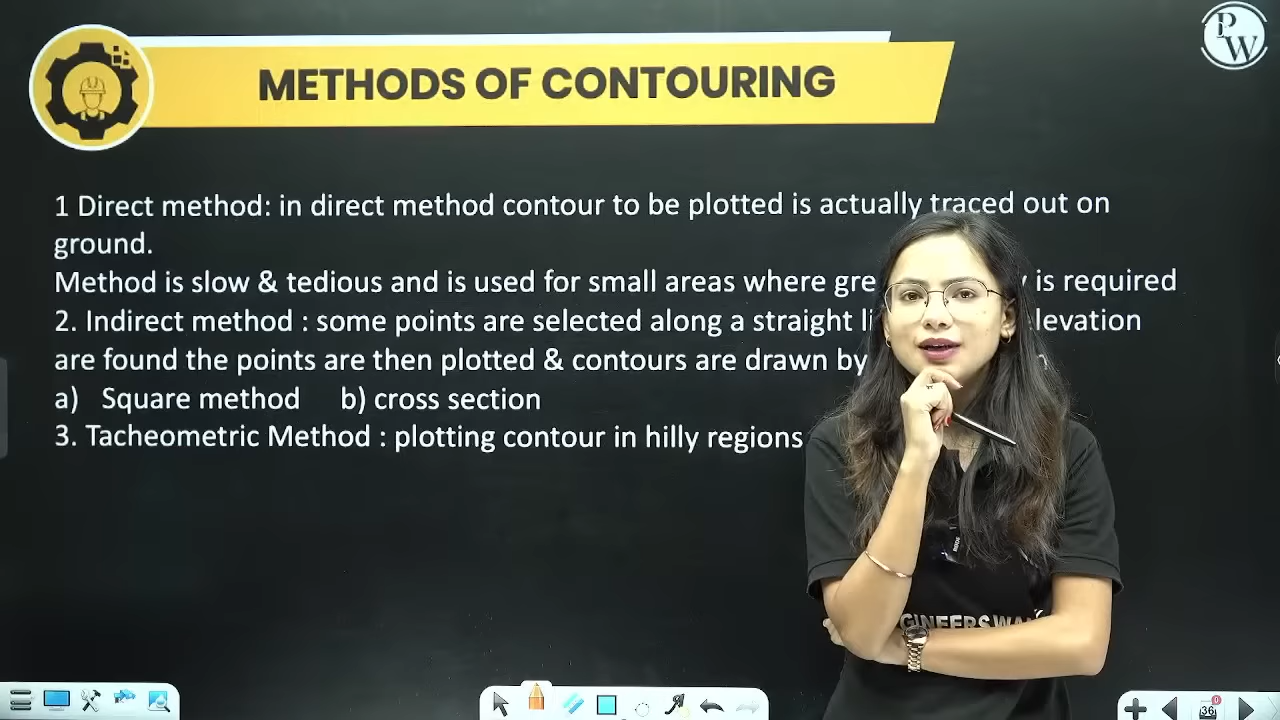 METHODS OF CONTOURING
PW
1 Direct method: in direct method contour to be plotted is actually traced out on
ground.
Method is slow & tedious and is used for small areas where is required
2. Indirect method : some points are selected along a straight
are found the points are then plotted & contours are drawn by
a) Square method b) cross section
3. Tacheometric Method : plotting contour in hilly regions
36